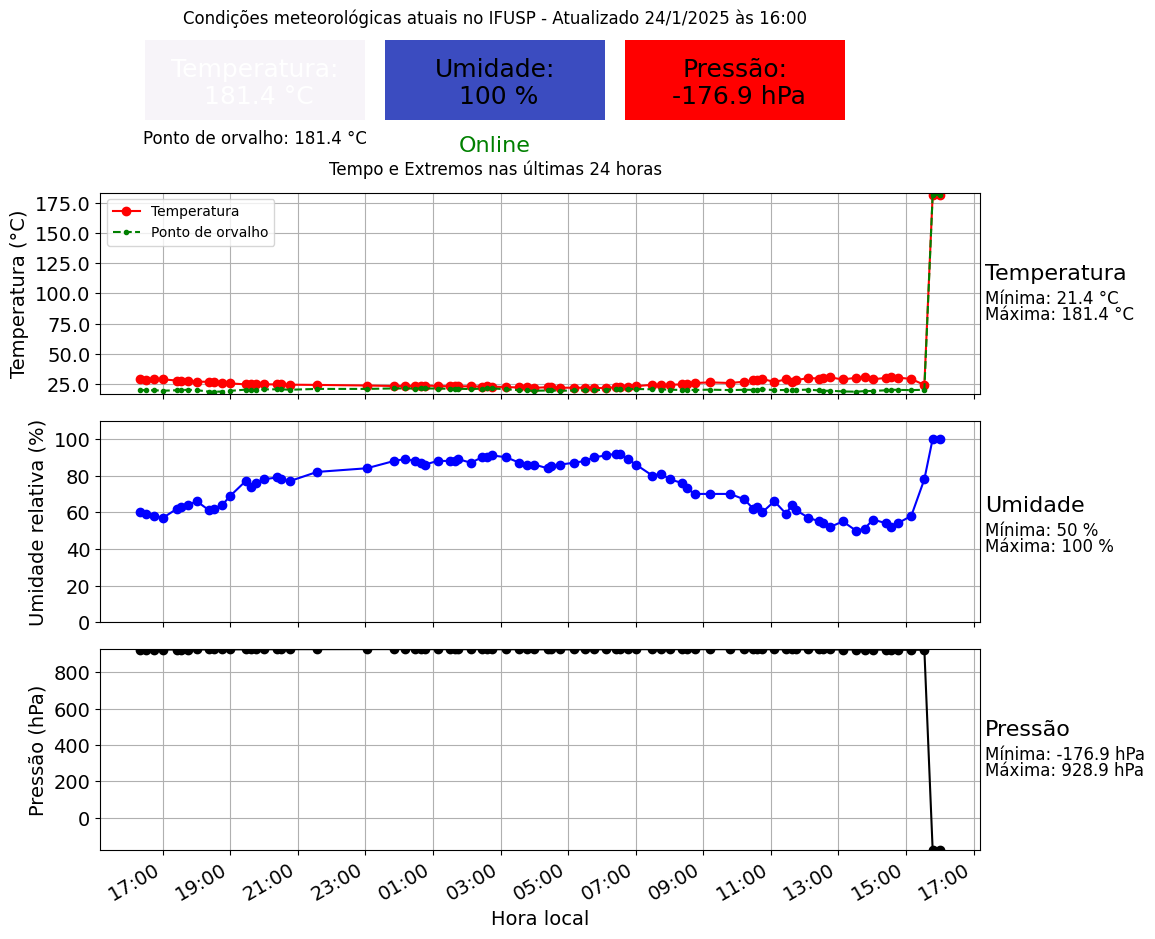 Condições meteorológicas atuais no IFUSP - Atualizado 24/1/2025 às 16:00
Temperatura:
181.4 °C
Umidade:
100 %
Pressão:
-176.9 hPa
Ponto de orvalho: 181.4 °C
Online
Tempo e Extremos nas últimas 24 horas
Temperatura (°C)
175.0
150.0
125.0
100.0
75.0
50.0
25.0
Temperatura
Ponto de orvalho
Temperatura
Mínima: 21.4 °C
Máxima: 181.4 °C
Umidade relativa (%)
100
80
60
40
20
0
Umidade
Mínima: 50 %
Máxima: 100 %
Pressão (hPa)
800
600
400
200
0
Pressão
Mínima: -176.9 hPa
Máxima: 928.9 hPa
17:00 19:00 21:00 23:00 01:00 03:00 05:00 07:00 09:00 11:00 13:00 15:00 17:00
Hora local